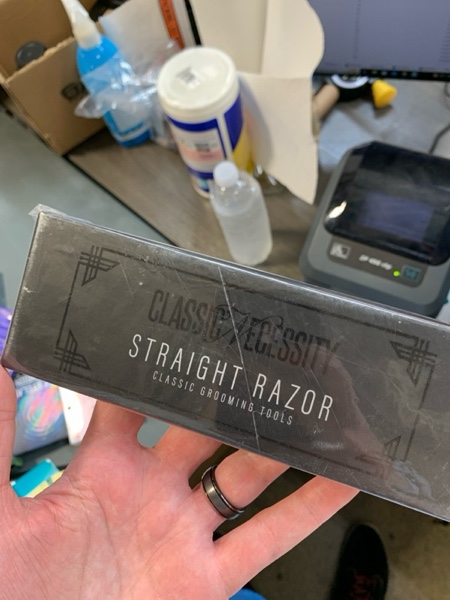 CLASSIC NECESSITY
STRAIGHT RAZOR
CLASSIC GROOMING TOOLS